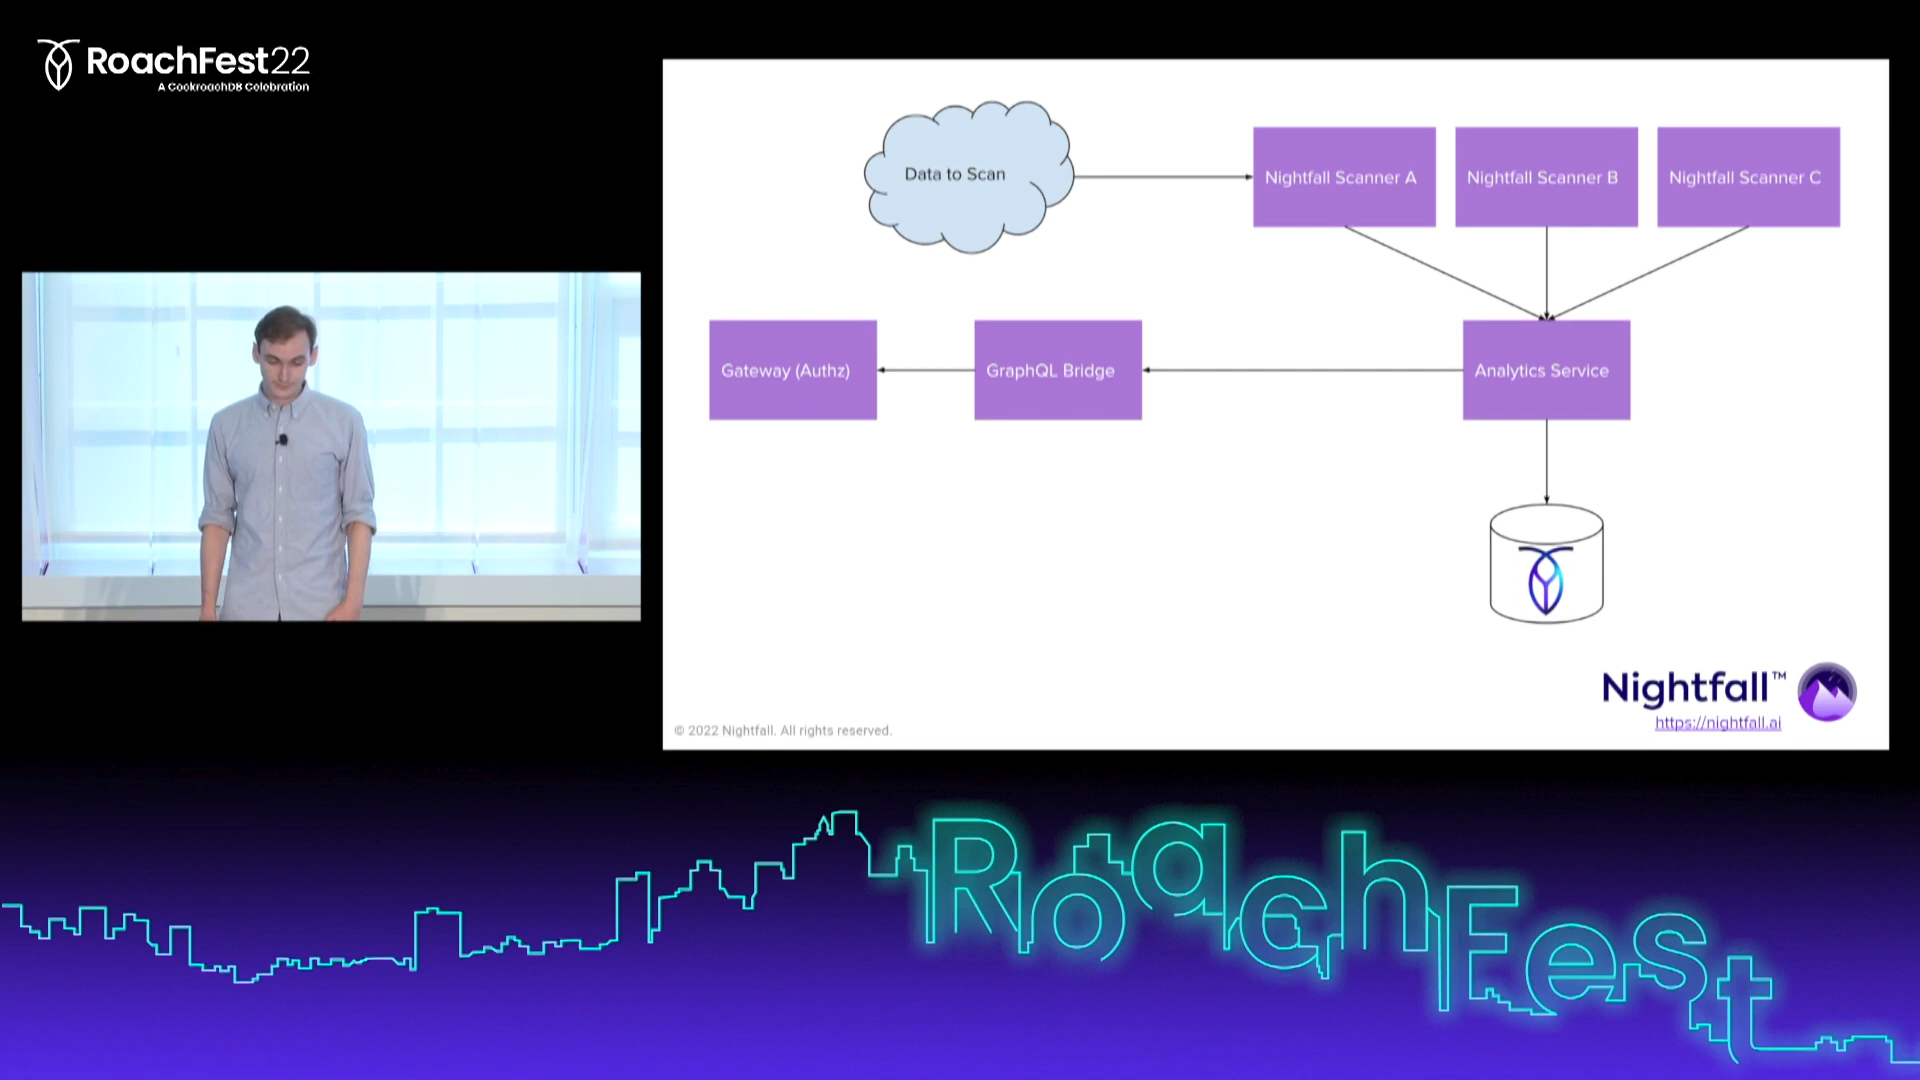 RoachFest22
A CockroachDB Celebration
Data to Scan
Nightfall Scanner A
Nightfall Scanner B
Nightfall Scanner C
Gateway (Authz)
GraphQL Bridge
Analytics Service
Nightfall™
https://nightfall.ai
© 2022 Nightfall. All rights reserved.
RoachFest